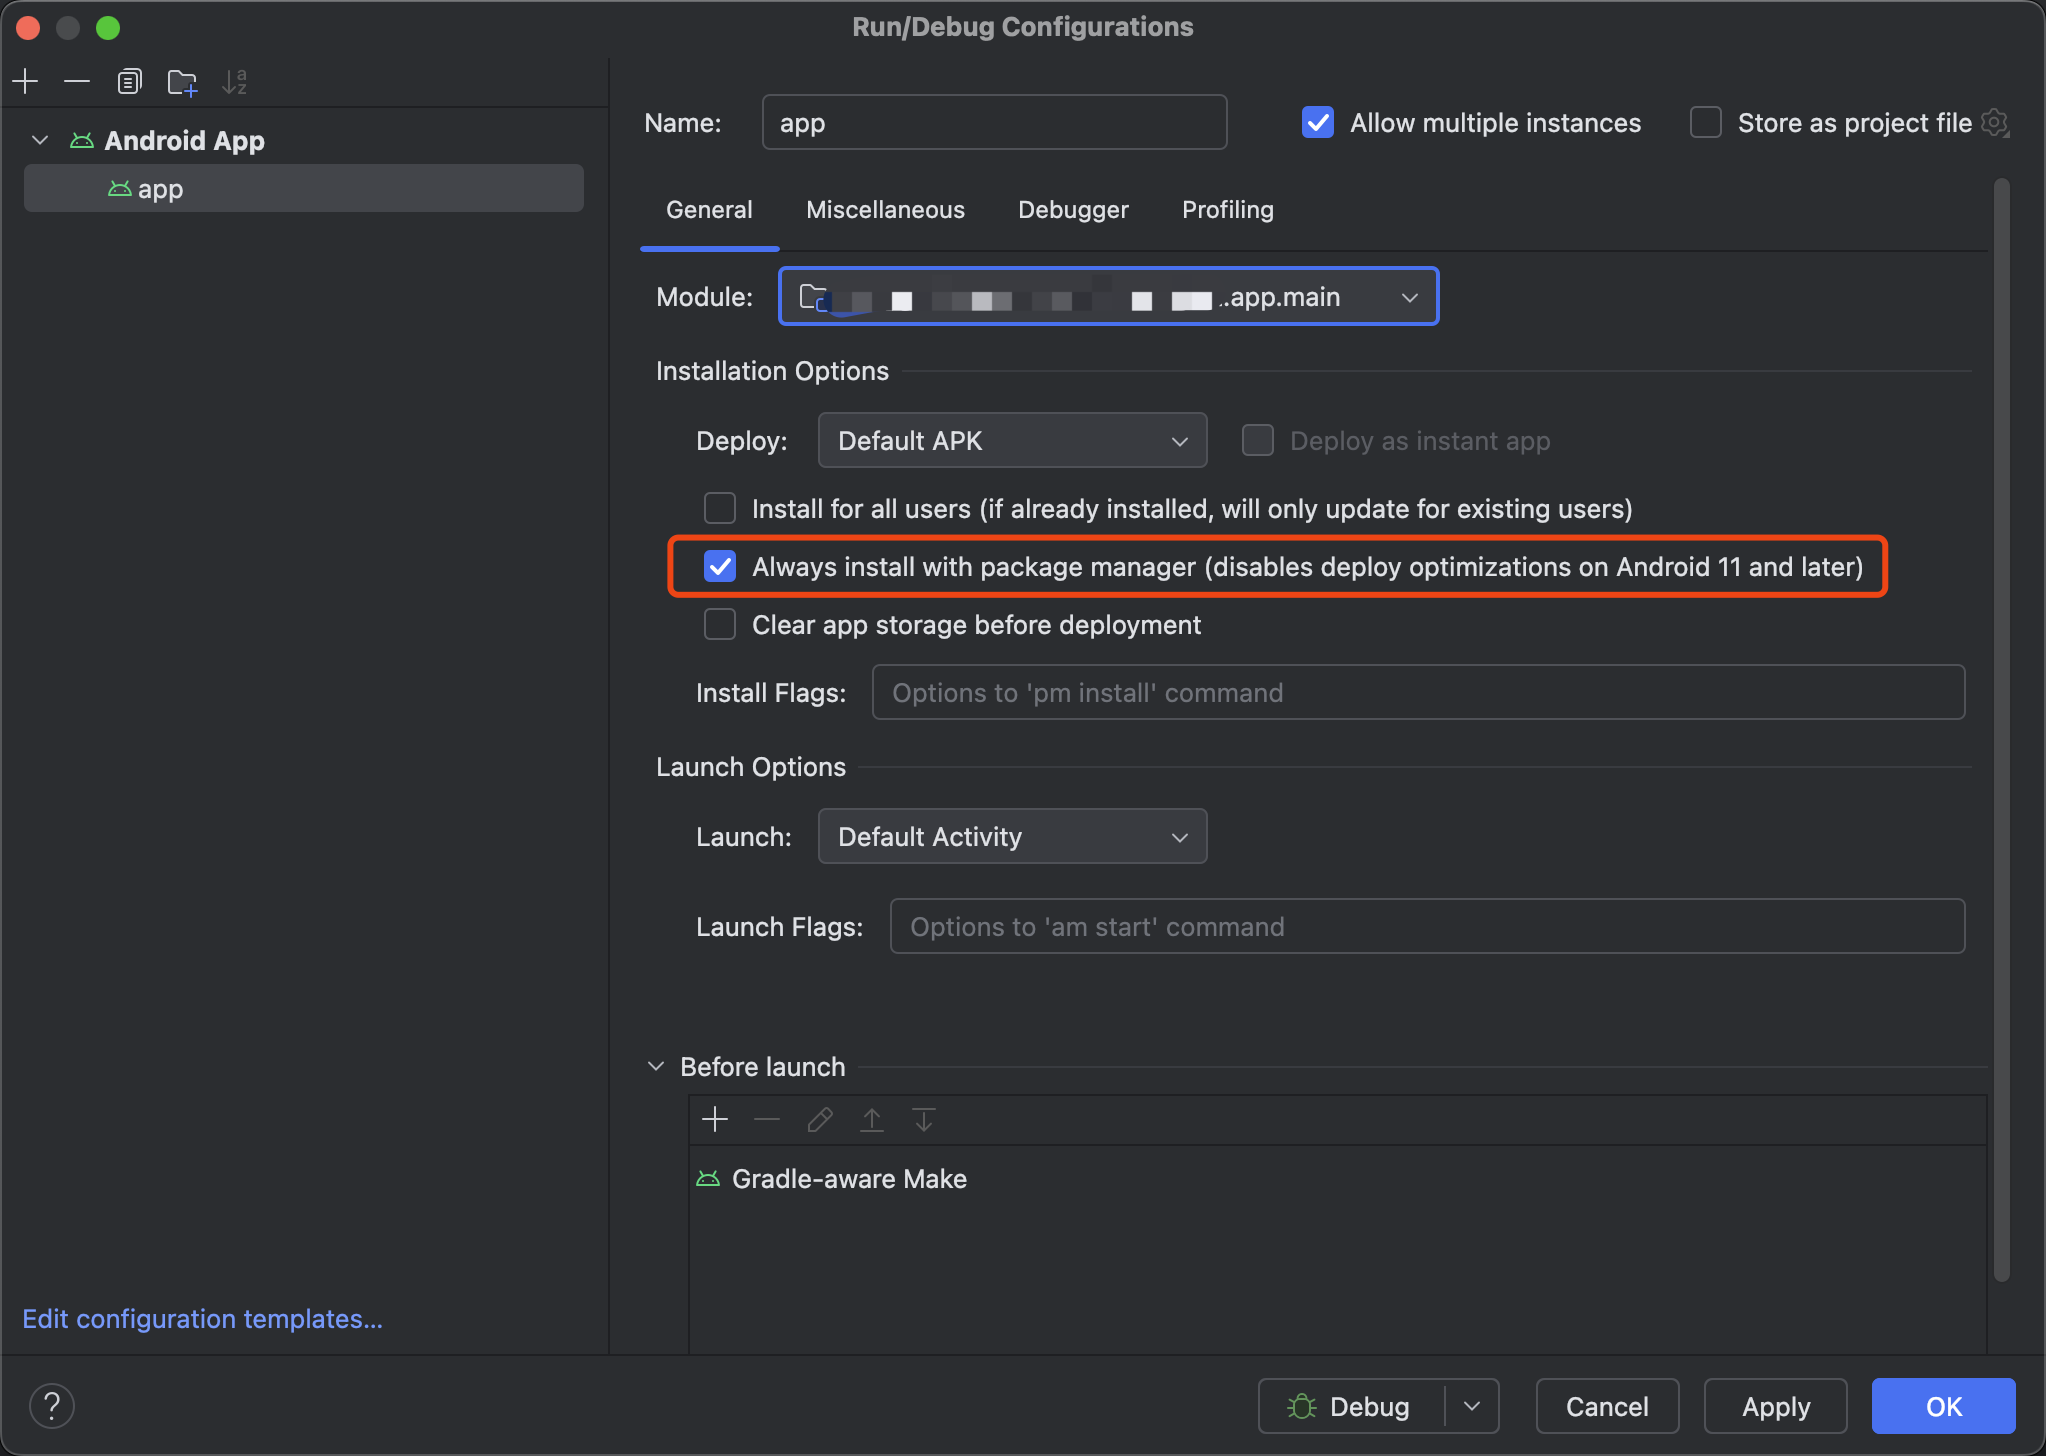 Run/Debug Configurations
Android App
app
Edit configuration templates...
Name: app
Allow multiple instances
Store as project file
General Miscellaneous Debugger Profiling
Module: .app.main
Installation Options
Deploy: Default APK
Deploy as instant app
Install for all users (if already installed, will only update for existing users)
Always install with package manager (disables deploy optimizations on Android 11 and later)
Clear app storage before deployment
Install Flags: Options to 'pm install' command
Launch Options
Launch: Default Activity
Launch Flags: Options to 'am start' command
Before launch
Gradle-aware Make
? Debug Cancel Apply OK